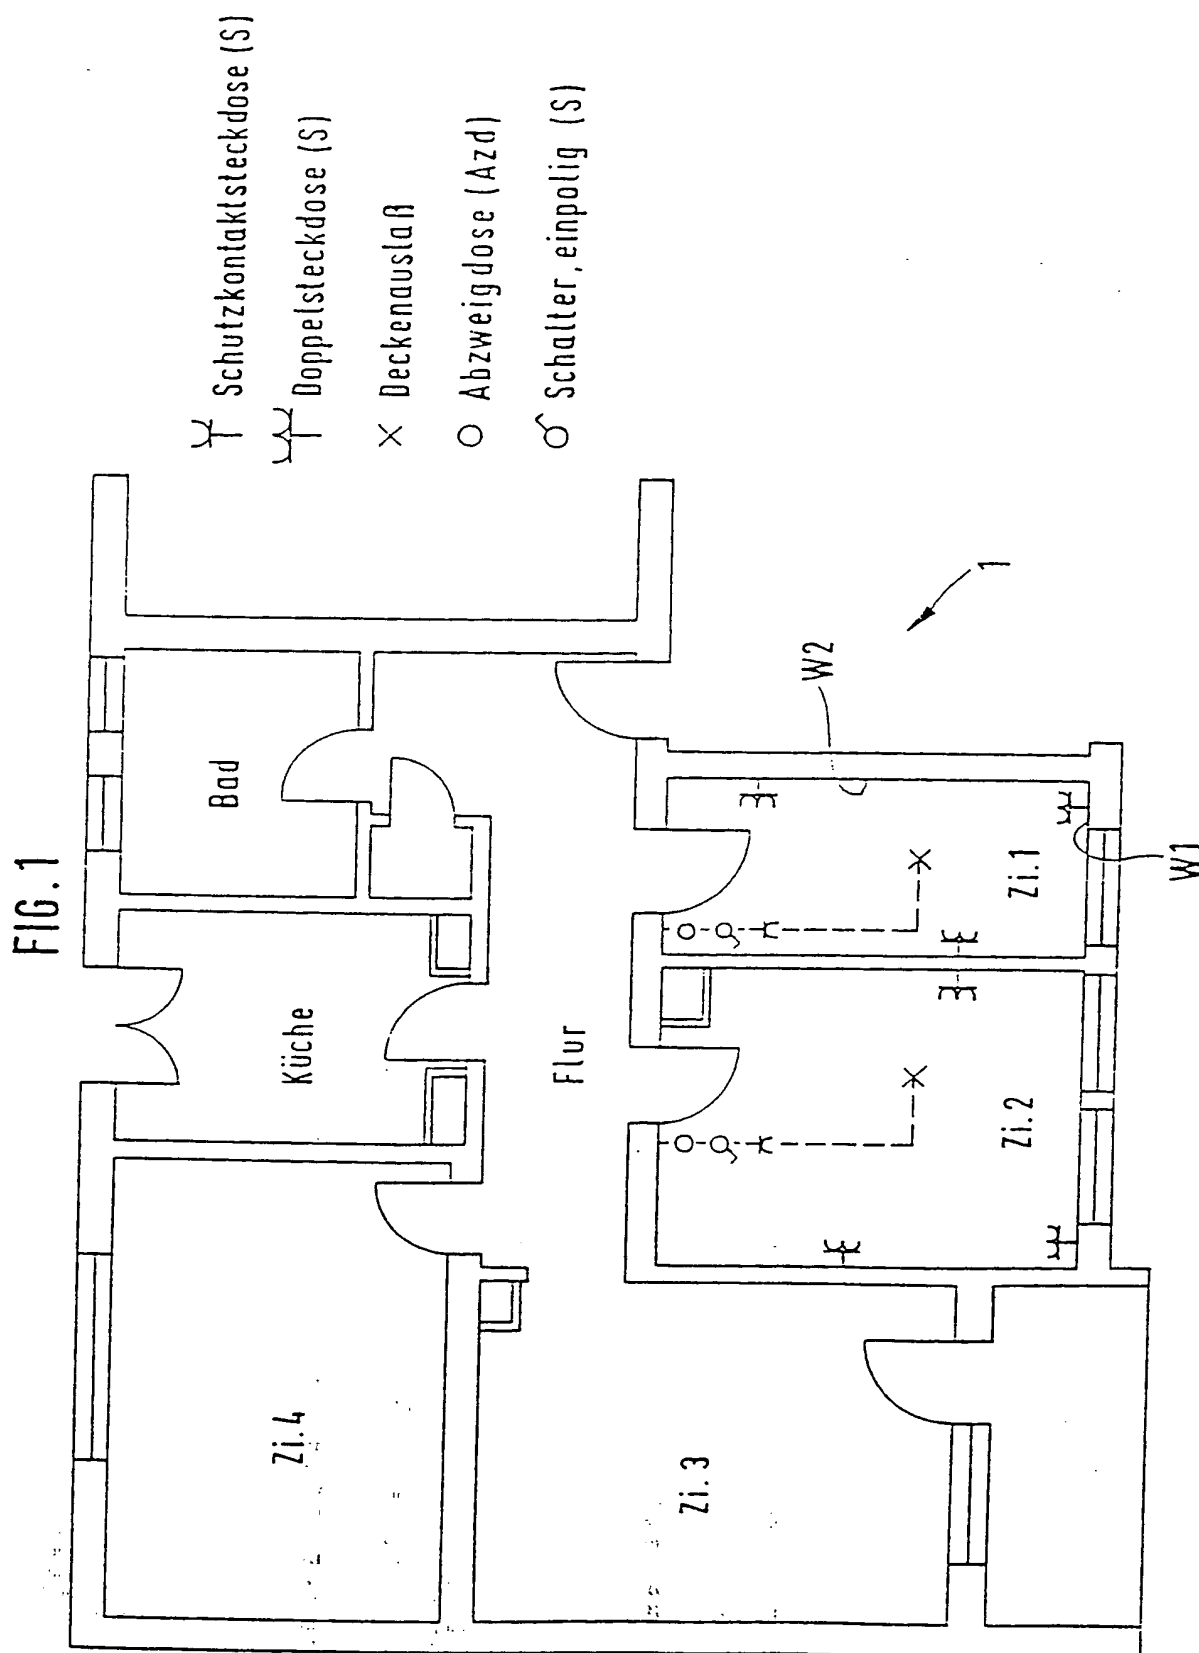 FIG. 1
Schutzkontaktsteckdose (S)
Doppelsteckdose (S)
Deckenauslaß
Abzweigdose (Azd)
Schalter, einpolig (S)
Bad
Küche
Flur
Zi.4
Zi.3
Zi.2
Zi.1
W2
W1
1